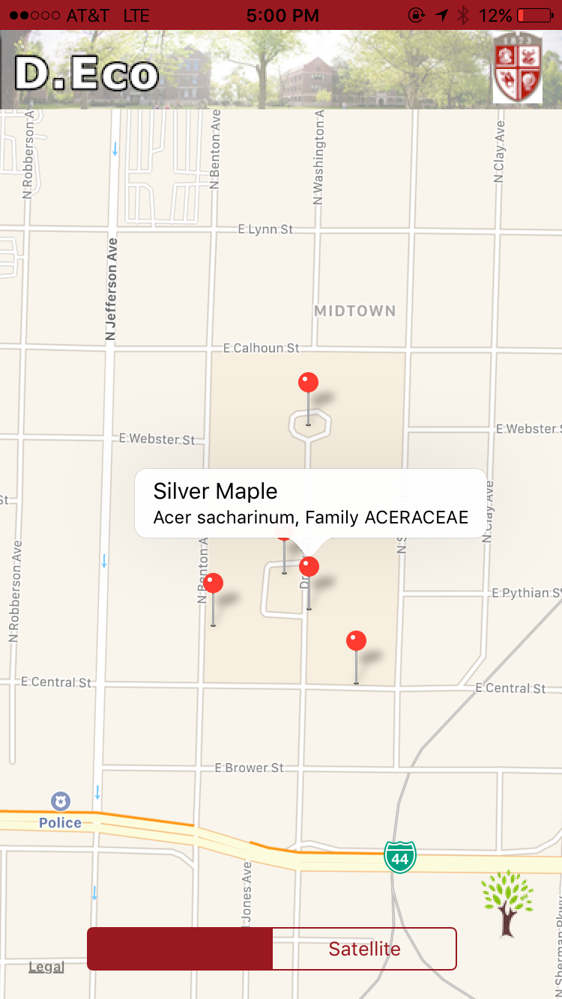 AT&T LTE 5:00 PM 12%
D.Eco
1873
N Robberson A
N Benton Ave
N Washington A
N Clay Ave
E Lynn St
N Jefferson Ave
MIDTOWN
E Calhoun St
E Webster St
E Webster S
Silver Maple
Acer sacharinum, Family ACERACEAE
St
N Clay Ave
N Robberson Ave
N Benton A
Dr
E Pythian S
E Central St
E Central St
E Brower St
Police
44
Jones Ave
N Sherman Pkwy
Satellite
Legal